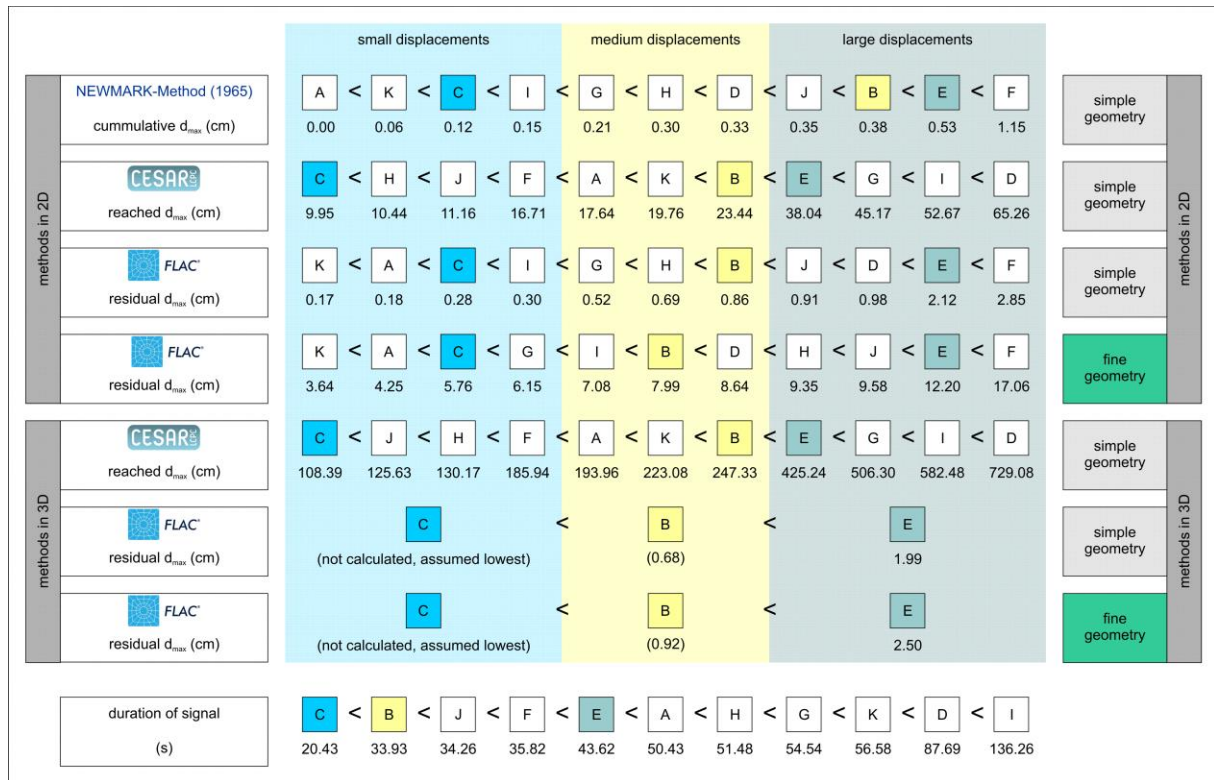 small displacements medium displacements large displacements
methods in 2D
NEWMARK-Method (1965)
cummulative dmax (cm)
A < K < C < I < G < H < D < J < B < E < F
0.00 0.06 0.12 0.15 0.21 0.30 0.33 0.35 0.38 0.53 1.15
simple
geometry
CESAR LCPC
reached dmax (cm)
C < H < J < F < A < K < B < E < G < I < D
9.95 10.44 11.16 16.71 17.64 19.76 23.44 38.04 45.17 52.67 65.26
simple
geometry
FLAC
residual dmax (cm)
K < A < C < I < G < H < B < J < D < E < F
0.17 0.18 0.28 0.30 0.52 0.69 0.86 0.91 0.98 2.12 2.85
simple
geometry
FLAC
residual dmax (cm)
K < A < C < G < I < B < D < H < J < E < F
3.64 4.25 5.76 6.15 7.08 7.99 8.64 9.35 9.58 12.20 17.06
fine
geometry
methods in 2D
methods in 3D
CESAR LCPC
reached dmax (cm)
C < J < H < F < A < K < B < E < G < I < D
108.39 125.63 130.17 185.94 193.96 223.08 247.33 425.24 506.30 582.48 729.08
simple
geometry
FLAC
residual dmax (cm)
C < B < E
(not calculated, assumed lowest) (0.68) 1.99
simple
geometry
FLAC
residual dmax (cm)
C < B < E
(not calculated, assumed lowest) (0.92) 2.50
fine
geometry
methods in 3D
duration of signal
(s)
C < B < J < F < E < A < H < G < K < D < I
20.43 33.93 34.26 35.82 43.62 50.43 51.48 54.54 56.58 87.69 136.26